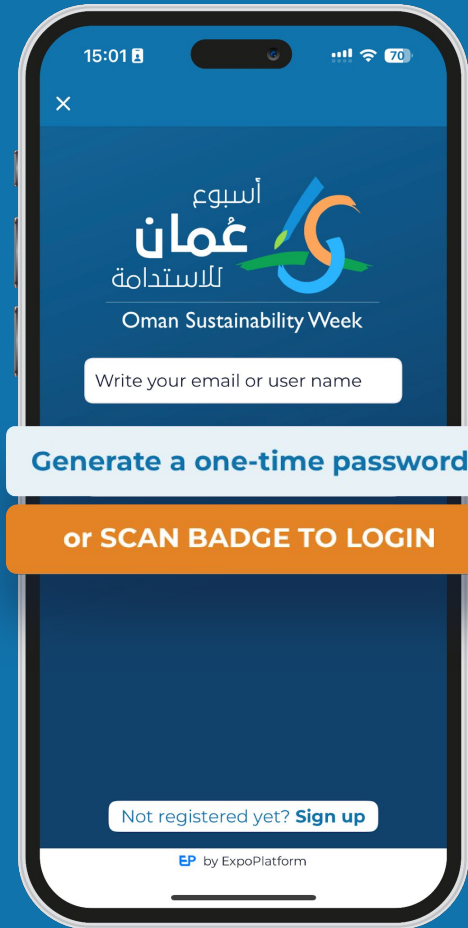 15:01
70
أسبوع
عُمان
للاستدامة
Oman Sustainability Week
Write your email or user name
Generate a one-time password
or SCAN BADGE TO LOGIN
Not registered yet? Sign up
EP by ExpoPlatform